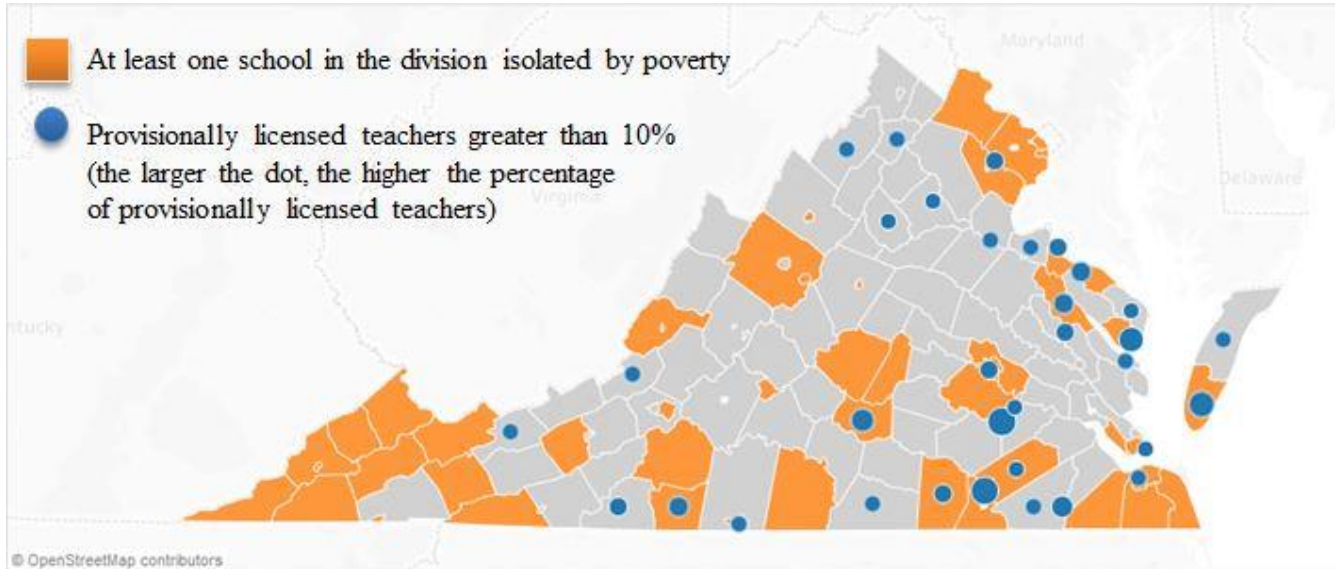 At least one school in the division isolated by poverty
Provisionally licensed teachers greater than 10%
(the larger the dot, the higher the percentage
of provisionally licensed teachers)
Maryland
Delaware
Virginia
ntucky
© OpenStreetMap contributors